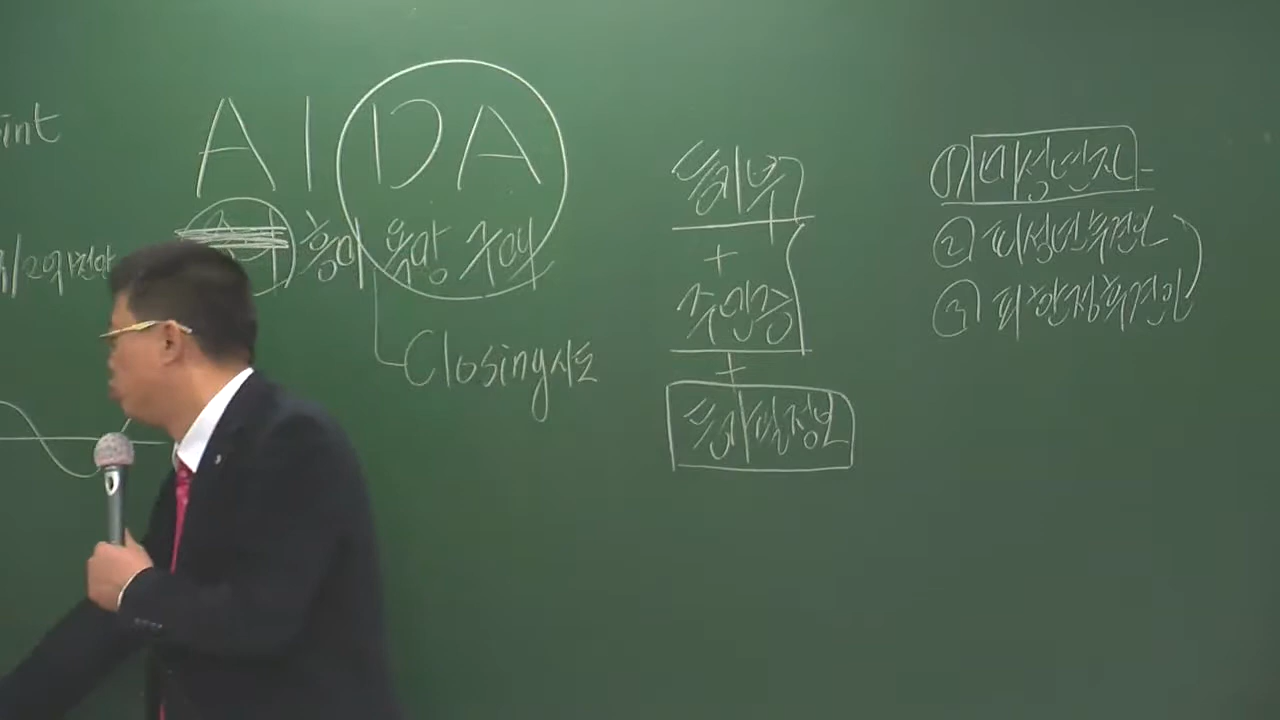 int
AIDA
흥미 욕망 구매
Closing시도
등기부
+
주민증
+
등기필정보
① 미성년자
② 피성년후견인
③ 피한정후견인